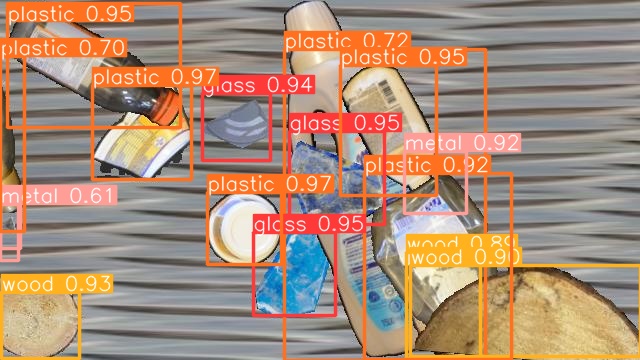 plastic 0.95
plastic 0.70
plastic 0.97
glass 0.94
plastic 0.72
plastic 0.95
glass 0.95
metal 0.92
plastic 0.92
metal 0.61
plastic 0.97
glass 0.95
wood 0.89
wood 0.90
wood 0.93